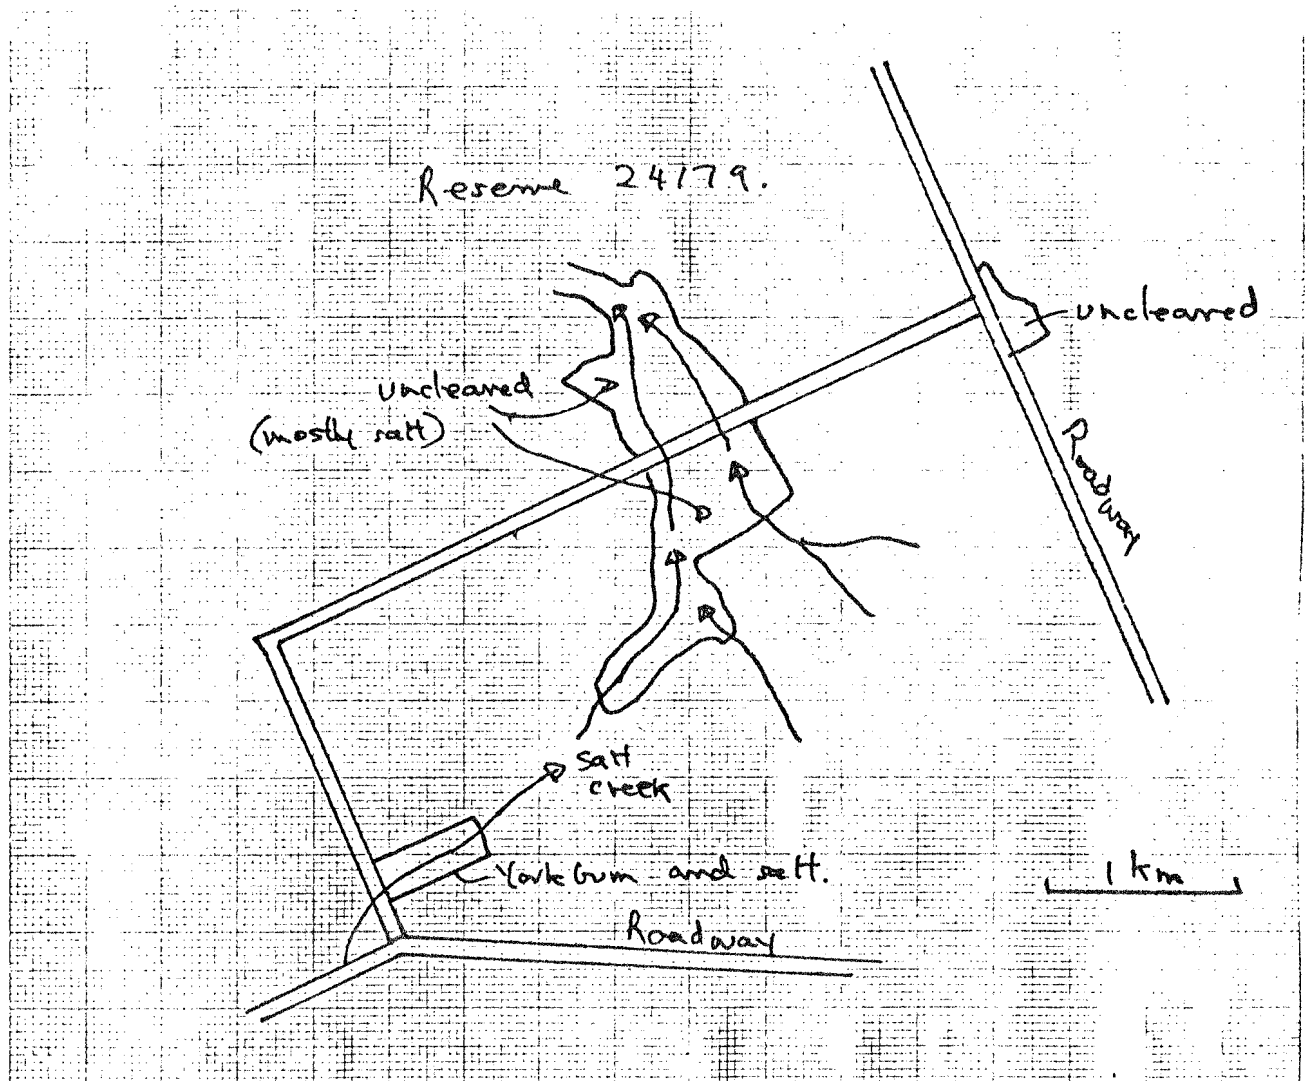 Reserve 24179.
uncleared
uncleared
(mostly salt)
Roadway
salt
creek
York Gum and salt.
1 km
Roadway